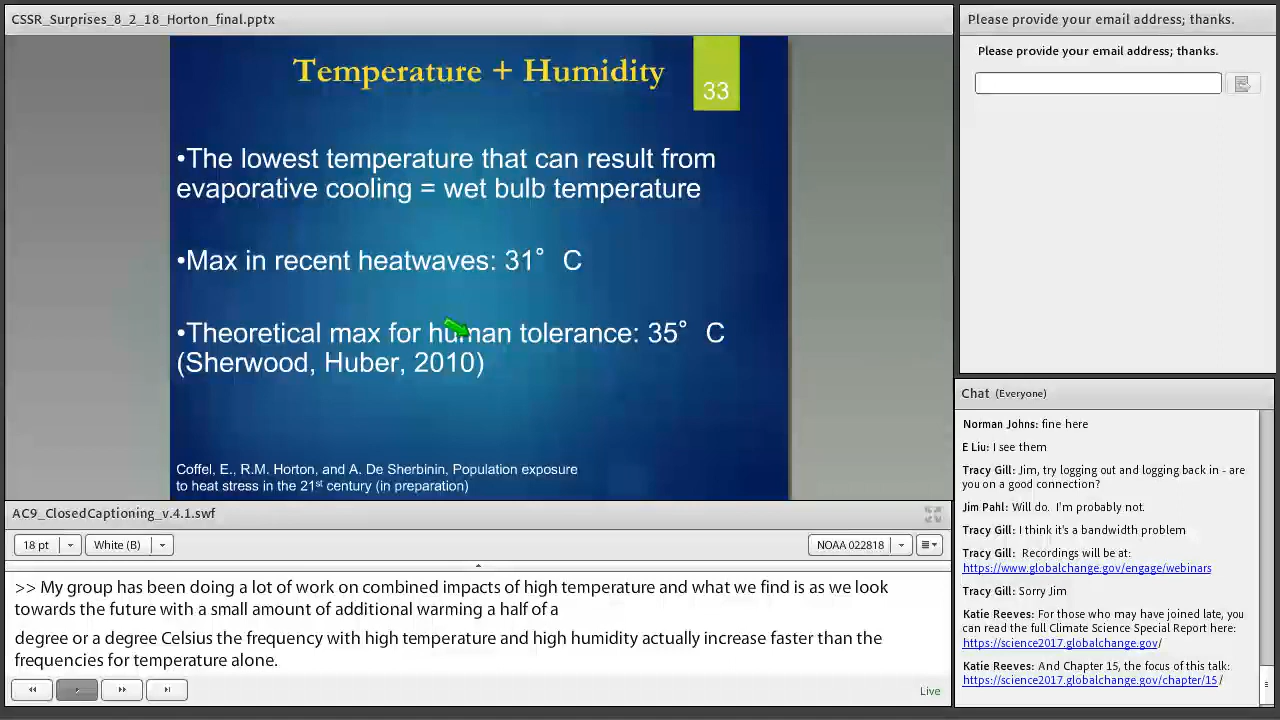 CSSR_Surprises_8_2_18_Horton_final.pptx
Temperature + Humidity
33
•The lowest temperature that can result from
evaporative cooling = wet bulb temperature
•Max in recent heatwaves: 31° C
•Theoretical max for human tolerance: 35° C
(Sherwood, Huber, 2010)
Coffel, E., R.M. Horton, and A. De Sherbinin, Population exposure
to heat stress in the 21st century (in preparation)
AC9_ClosedCaptioning_v.4.1.swf
18 pt
White (B)
NOAA 022818
>> My group has been doing a lot of work on combined impacts of high temperature and what we find is as we look
towards the future with a small amount of additional warming a half of a
degree or a degree Celsius the frequency with high temperature and high humidity actually increase faster than the
frequencies for temperature alone.
Live
Please provide your email address; thanks.
Please provide your email address; thanks.
Chat (Everyone)
Norman Johns: fine here
E Liu: I see them
Tracy Gill: Jim, try logging out and logging back in - are
you on a good connection?
Jim Pahl: Will do. I'm probably not.
Tracy Gill: I think it's a bandwidth problem
Tracy Gill: Recordings will be at:
https://www.globalchange.gov/engage/webinars
Tracy Gill: Sorry Jim
Katie Reeves: For those who may have joined late, you
can read the full Climate Science Special Report here:
https://science2017.globalchange.gov/
Katie Reeves: And Chapter 15, the focus of this talk:
https://science2017.globalchange.gov/chapter/15/